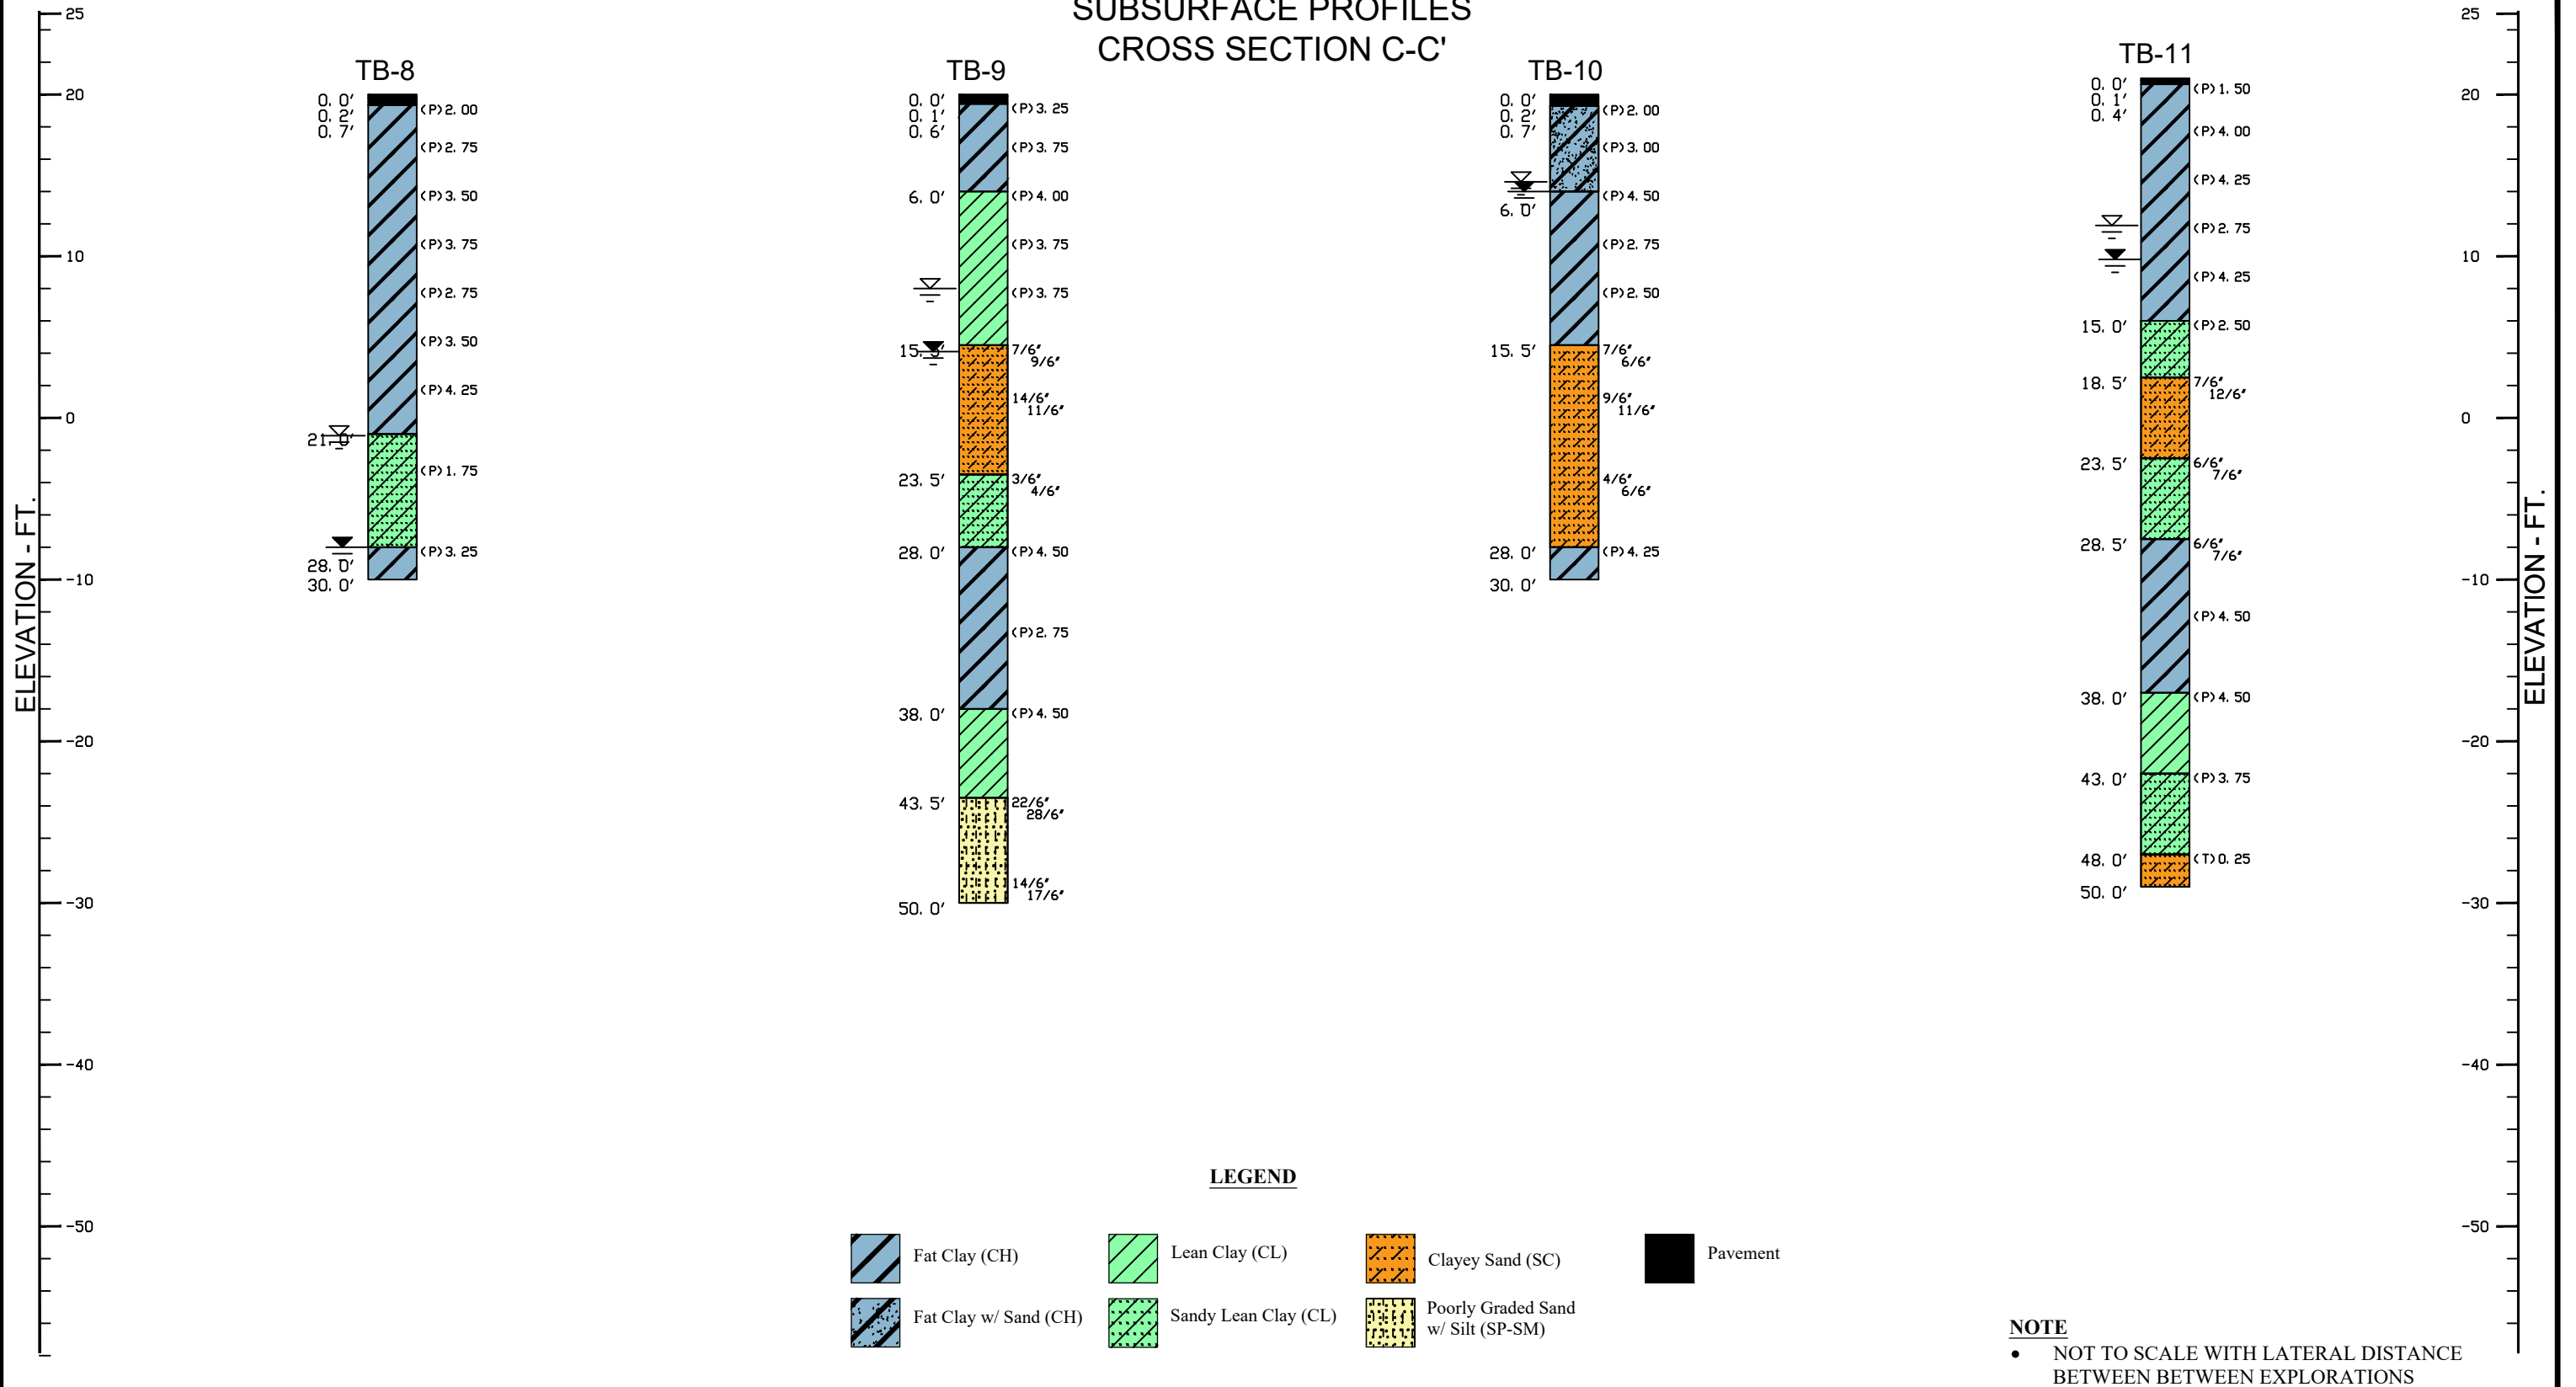 SUBSURFACE PROFILES
CROSS SECTION C-C'
ELEVATION - FT.
25
20
10
0
-10
-20
-30
-40
-50
TB-8
0.0'
0.2'
0.7'
21.0'
28.0'
30.0'
(P)2.00
(P)2.75
(P)3.50
(P)3.75
(P)2.75
(P)3.50
(P)4.25
(P)1.75
(P)3.25
TB-9
0.0'
0.1'
0.6'
6.0'
15.5'
23.5'
28.0'
38.0'
43.5'
50.0'
(P)3.25
(P)3.75
(P)4.00
(P)3.75
(P)3.75
7/6"
9/6"
14/6"
11/6"
3/6"
4/6"
(P)4.50
(P)2.75
(P)4.50
22/6"
28/6"
14/6"
17/6"
TB-10
0.0'
0.2'
0.7'
6.0'
15.5'
28.0'
30.0'
(P)2.00
(P)3.00
(P)4.50
(P)2.75
(P)2.50
7/6"
6/6"
9/6"
11/6"
4/6"
6/6"
(P)4.25
TB-11
0.0'
0.1'
0.4'
15.0'
18.5'
23.5'
28.5'
38.0'
43.0'
48.0'
50.0'
(P)1.50
(P)4.00
(P)4.25
(P)2.75
(P)4.25
(P)2.50
7/6"
12/6"
6/6"
7/6"
6/6"
7/6"
(P)4.50
(P)4.50
(P)3.75
(T)0.25
25
20
10
0
-10
-20
-30
-40
-50
ELEVATION - FT.
LEGEND
Fat Clay (CH)
Lean Clay (CL)
Clayey Sand (SC)
Pavement
Fat Clay w/ Sand (CH)
Sandy Lean Clay (CL)
Poorly Graded Sand
w/ Silt (SP-SM)
NOTE
• NOT TO SCALE WITH LATERAL DISTANCE
BETWEEN BETWEEN EXPLORATIONS